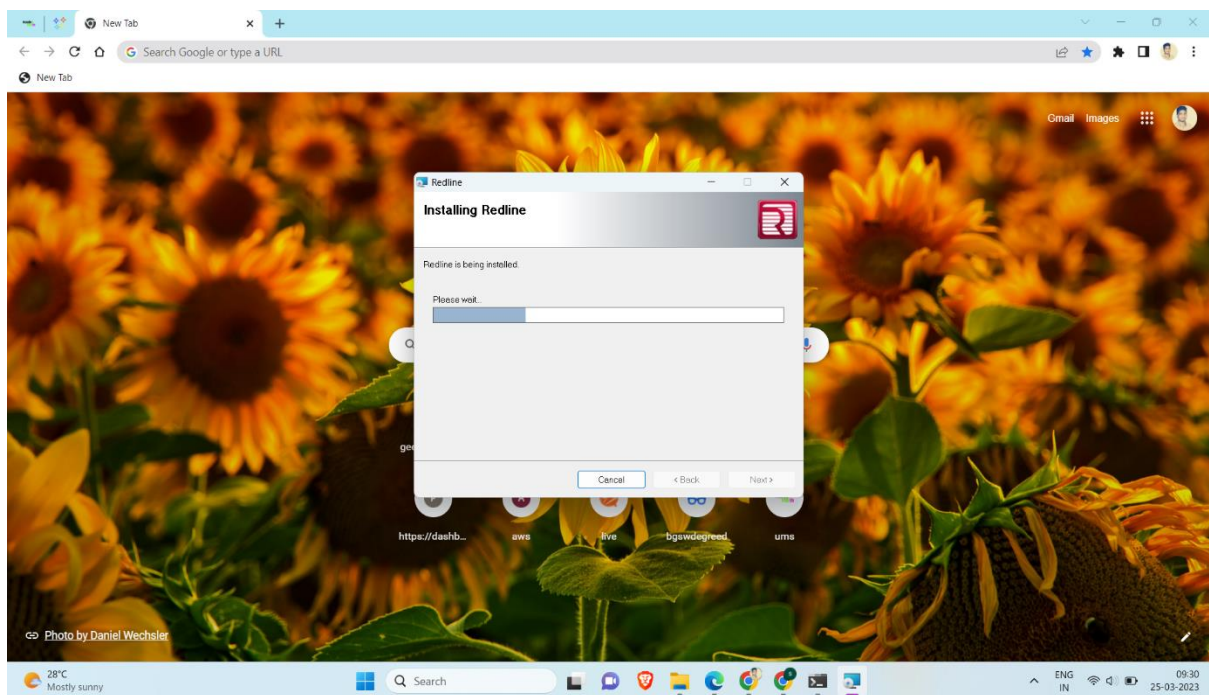 New Tab
Search Google or type a URL
New Tab
Gmail Images
Redline
Installing Redline
Redline is being installed.
Please wait...
Cancel < Back Next >
https://dashb... aws live bgswdegreed ums
Photo by Daniel Wechsler
28°C
Mostly sunny
Search
ENG
IN
09:30
25-03-2023